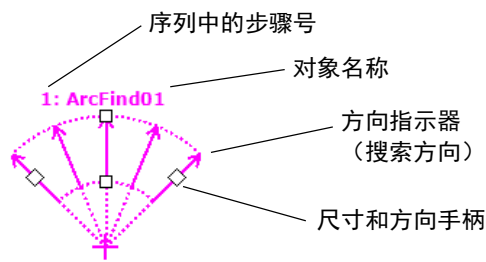 序列中的步骤号
对象名称
1: ArcFind01
方向指示器
（搜索方向）
尺寸和方向手柄